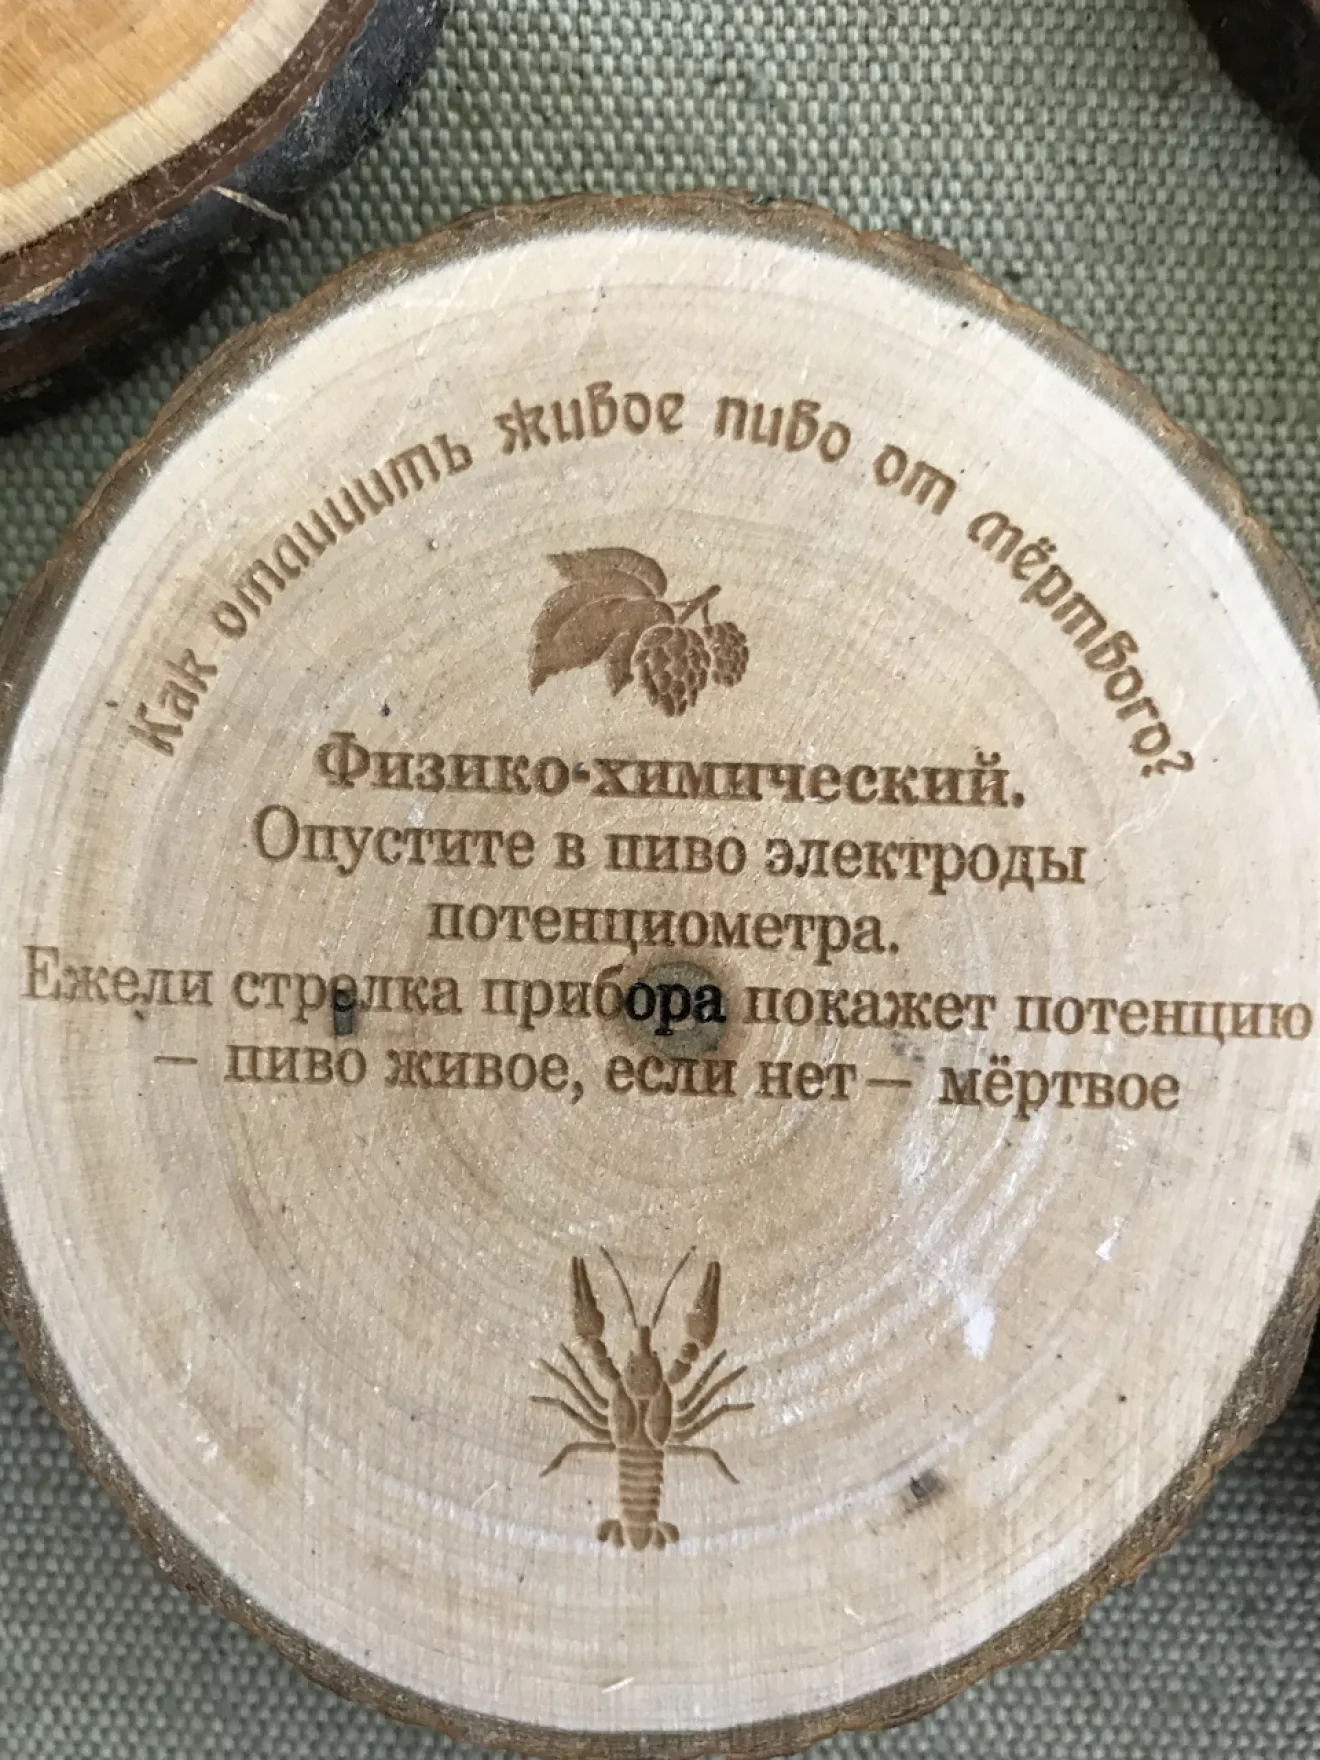 Как отличить живое пиво от мёртвого?
Физико-химический.
Опустите в пиво электроды
потенциометра.
Ежели стрелка прибора покажет потенцию
— пиво живое, если нет — мёртвое